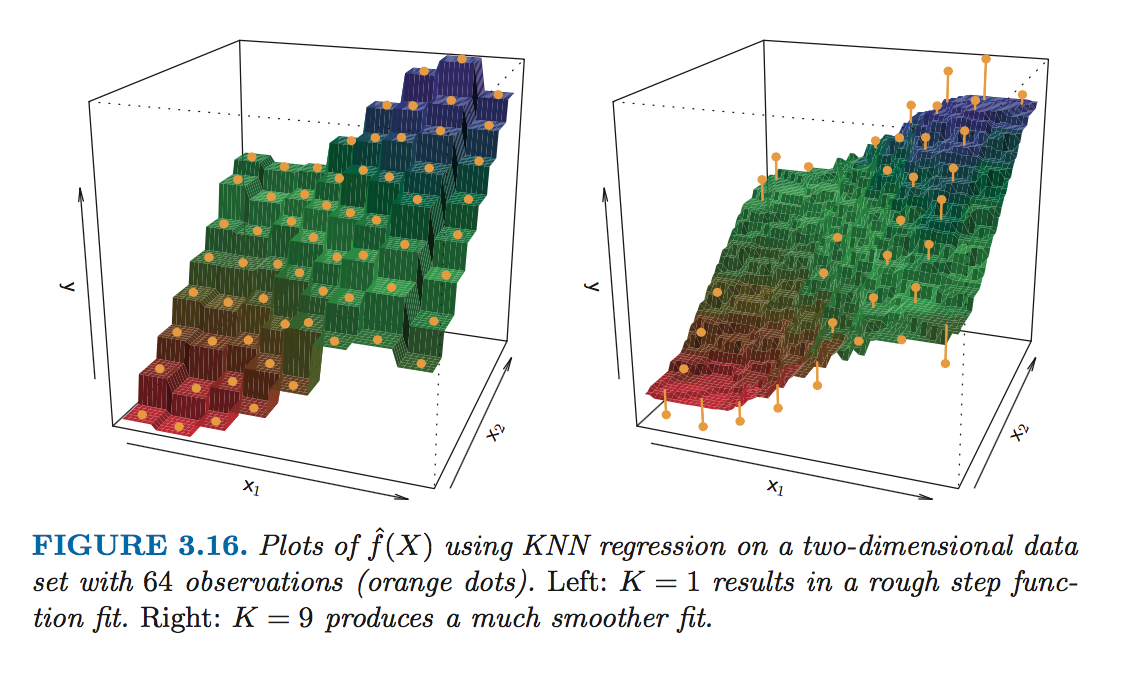 y
x1
x2
y
x1
x2
FIGURE 3.16. Plots of f̂(X) using KNN regression on a two-dimensional data
set with 64 observations (orange dots). Left: K = 1 results in a rough step func-
tion fit. Right: K = 9 produces a much smoother fit.